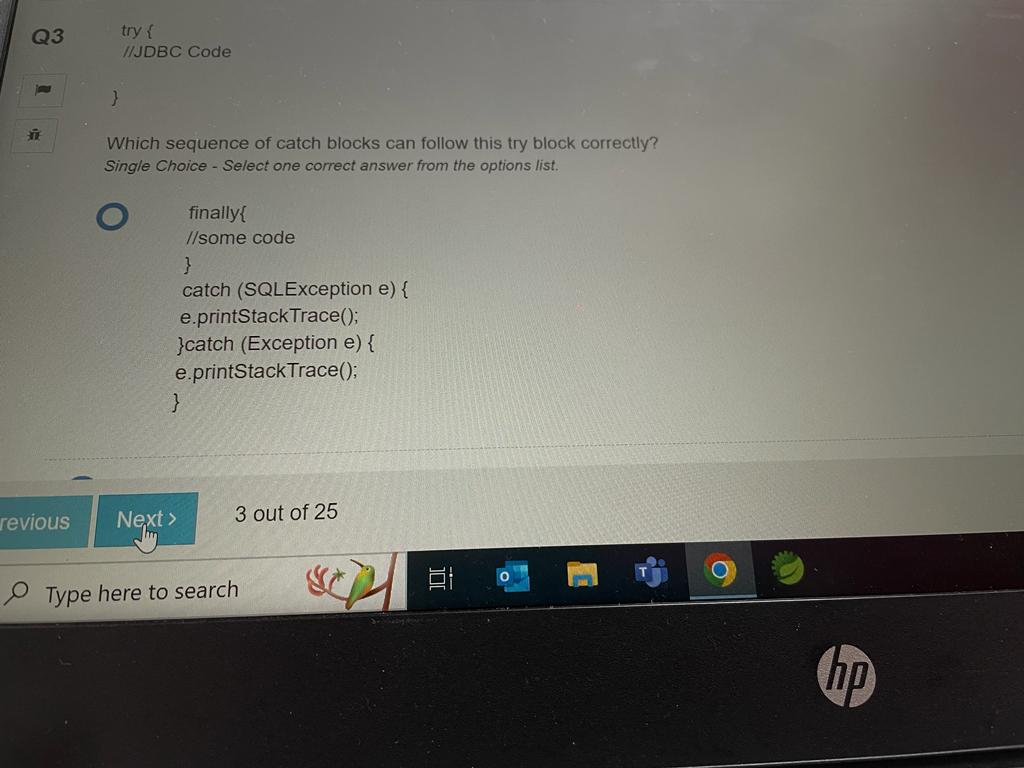 Q3
try {
//JDBC Code
}
Which sequence of catch blocks can follow this try block correctly?
Single Choice - Select one correct answer from the options list.
finally{
//some code
}
catch (SQLException e) {
e.printStackTrace();
}catch (Exception e) {
e.printStackTrace();
}
revious
Next >
3 out of 25
Type here to search
hp